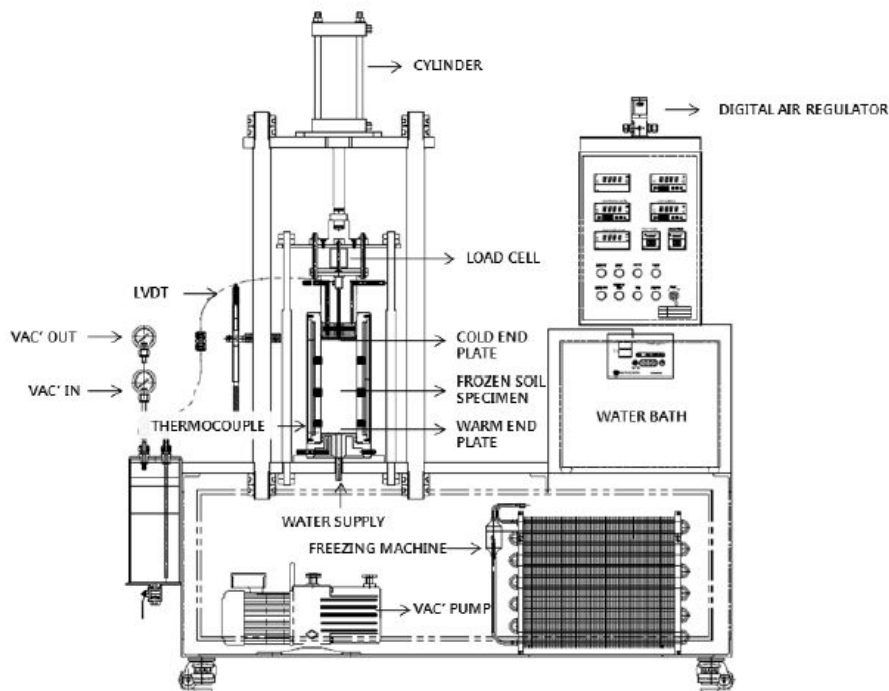 CYLINDER
DIGITAL AIR REGULATOR
LOAD CELL
LVDT
VAC' OUT
COLD END
PLATE
VAC' IN
FROZEN SOIL
SPECIMEN
WATER BATH
THERMOCOUPLE
WARM END
PLATE
WATER SUPPLY
FREEZING MACHINE
VAC' PUMP